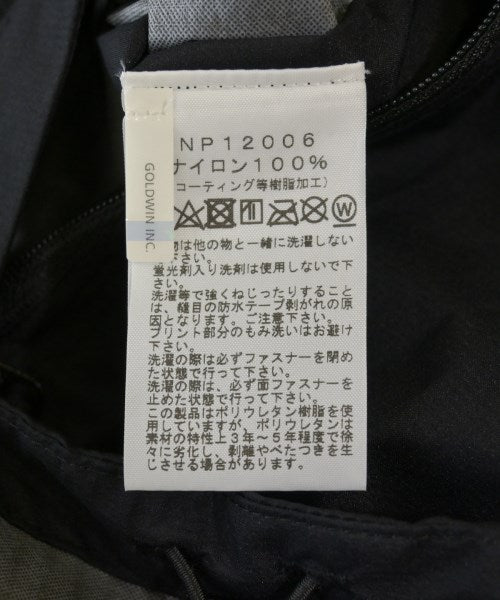 NP12006
ナイロン100%
コーティング等樹脂加工)
GOLDWIN INC.
物は他の物と一緒に洗濯しない
下さい。
蛍光剤入り洗剤は使用しないで下
さい。
洗濯等で強くねじったりすること
は、縫目の防水テープ剥がれの原
因となります。ご注意下さい。
プリント部分のもみ洗いはお避け
下さい。
洗濯の際は必ずファスナーを閉め
た状態で行って下さい。
洗濯の際は、必ず面ファスナーを
止めた状態で行って下さい。
この製品はポリウレタン樹脂を使
用していますが、ポリウレタンは
素材の特性上3年〜5年程度で徐
々に劣化し、剥離やべたつきを生
じさせる場合があります。